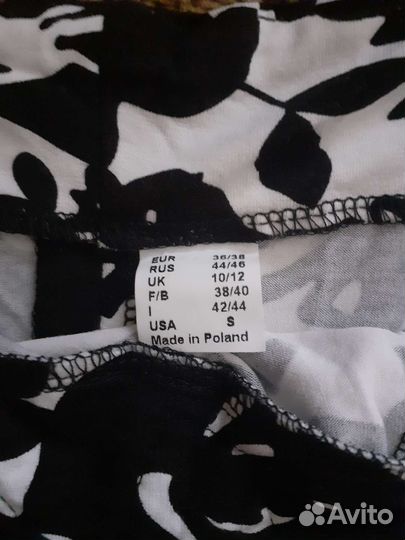 EUR 36/38
RUS 44/46
UK 10/12
F/B 38/40
I 42/44
USA S
Made in Poland
Avito